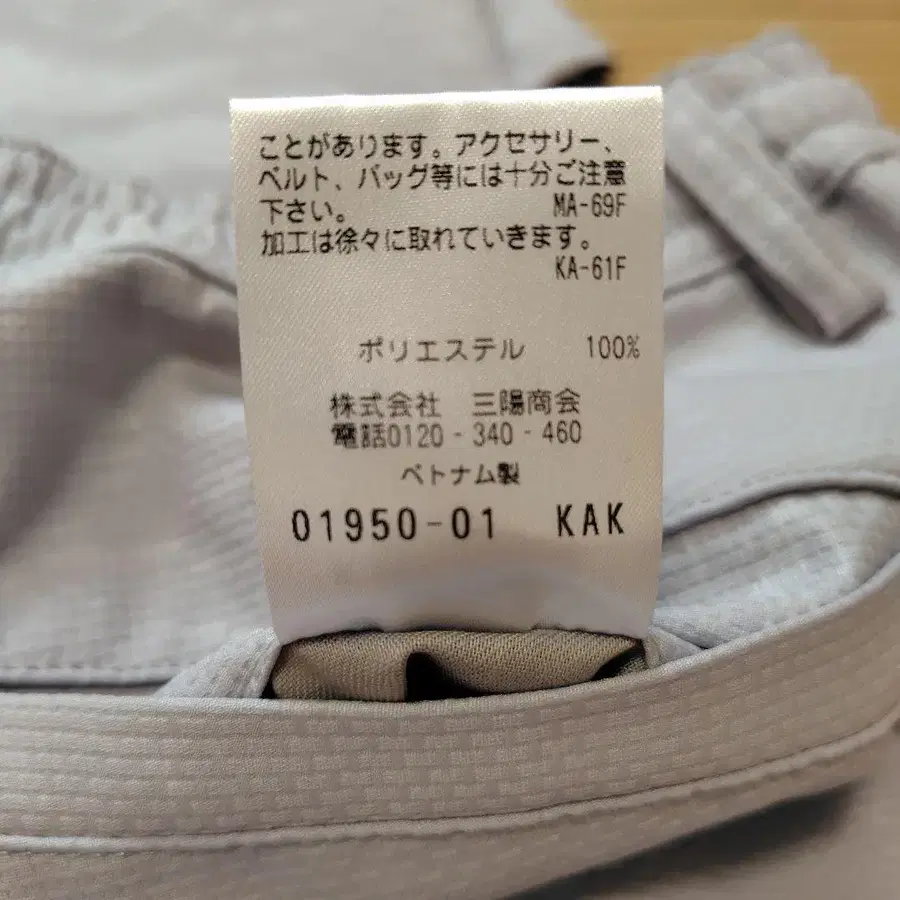 ことがあります。アクセサリー、
ベルト、バッグ等には十分ご注意
下さい。 MA-69F
加工は徐々に取れていきます。
KA-61F
ポリエステル 100%
株式会社 三陽商会
電話0120-340-460
ベトナム製
01950-01 KAK